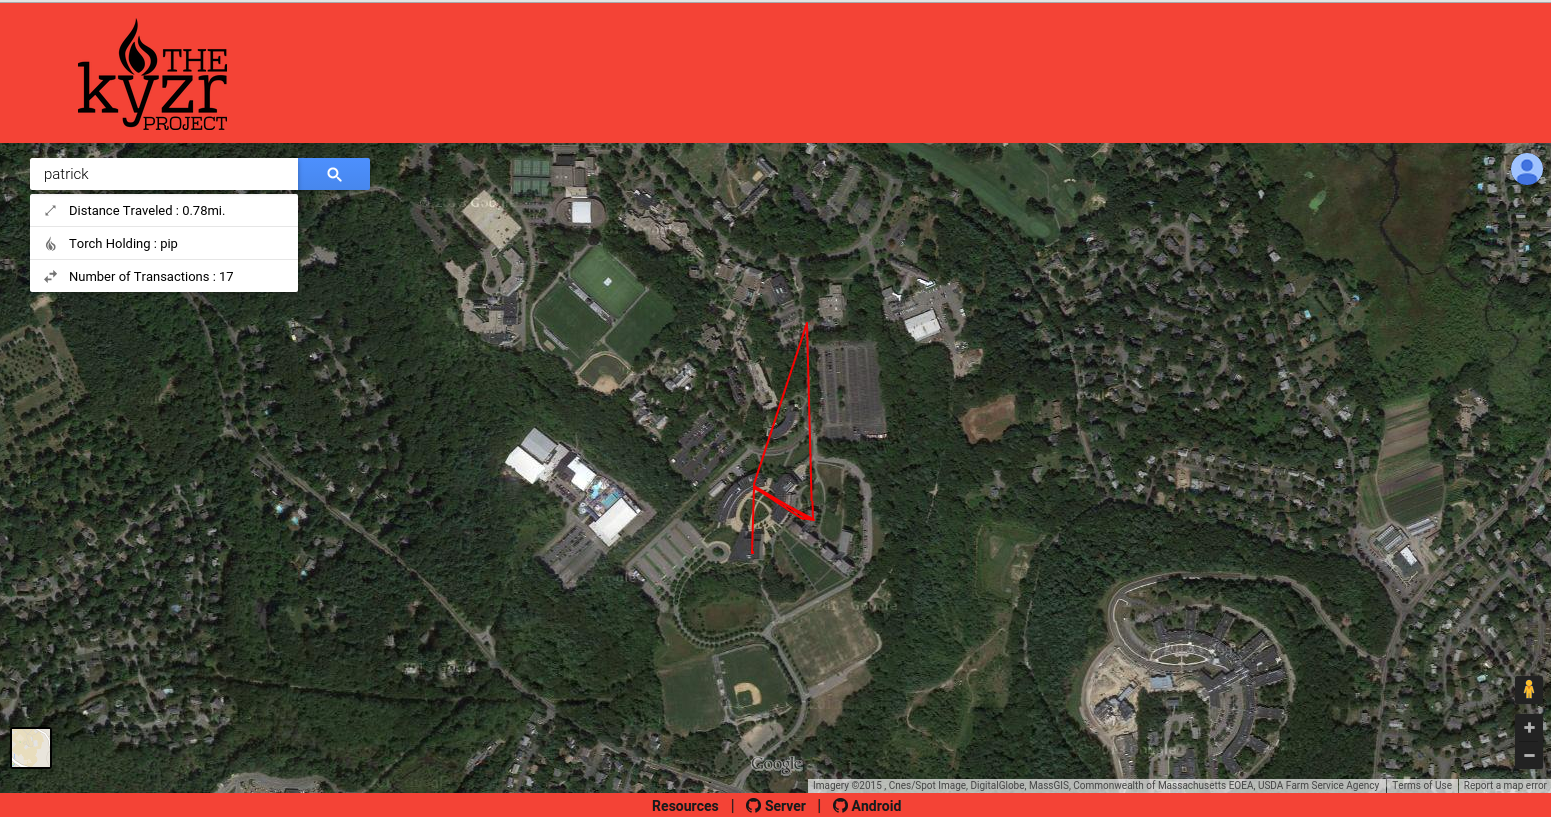 THE
kyzr
PROJECT
patrick
Distance Traveled : 0.78mi.
Torch Holding : pip
Number of Transactions : 17
Google
Imagery ©2015 , Cnes/Spot Image, DigitalGlobe, MassGIS, Commonwealth of Massachusetts EOEA, USDA Farm Service Agency | Terms of Use | Report a map error
Resources | Server | Android